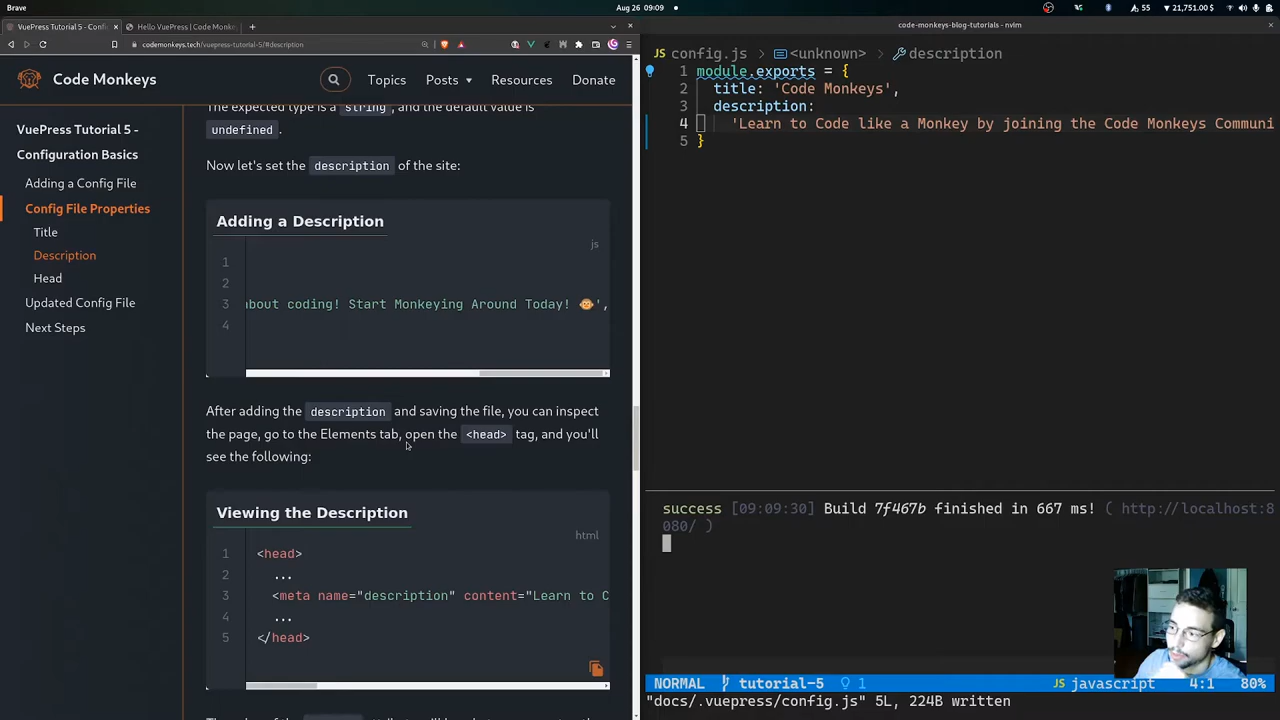 Brave
Aug 26 09:09
55
21,751.00
VuePress Tutorial 5 - Confi
Hello VuePress | Code Monk
codemonkeys.tech/vuepress-tutorial-5/#description
code-monkeys-blog-tutorials - nvim
Code Monkeys
Topics
Posts
Resources
Donate
VuePress Tutorial 5 -
Configuration Basics
Adding a Config File
Config File Properties
Title
Description
Head
Updated Config File
Next Steps
The expected type is a string, and the default value is
undefined.
Now let's set the description of the site:
Adding a Description
js
1
2
3 about coding! Start Monkeying Around Today! 🐵',
4
After adding the description and saving the file, you can inspect
the page, go to the Elements tab, open the <head> tag, and you'll
see the following:
Viewing the Description
html
1 <head>
2 ...
3 <meta name="description" content="Learn to C
4 ...
5 </head>
JS config.js > <unknown> > description
1 module.exports = {
2 title: 'Code Monkeys',
3 description:
4 'Learn to Code like a Monkey by joining the Code Monkeys Communi
5 }
success [09:09:30] Build 7f467b finished in 667 ms! ( http://localhost:8
080/ )
NORMAL tutorial-5 1 JS javascript 4:1 80%
"docs/.vuepress/config.js" 5L, 224B written